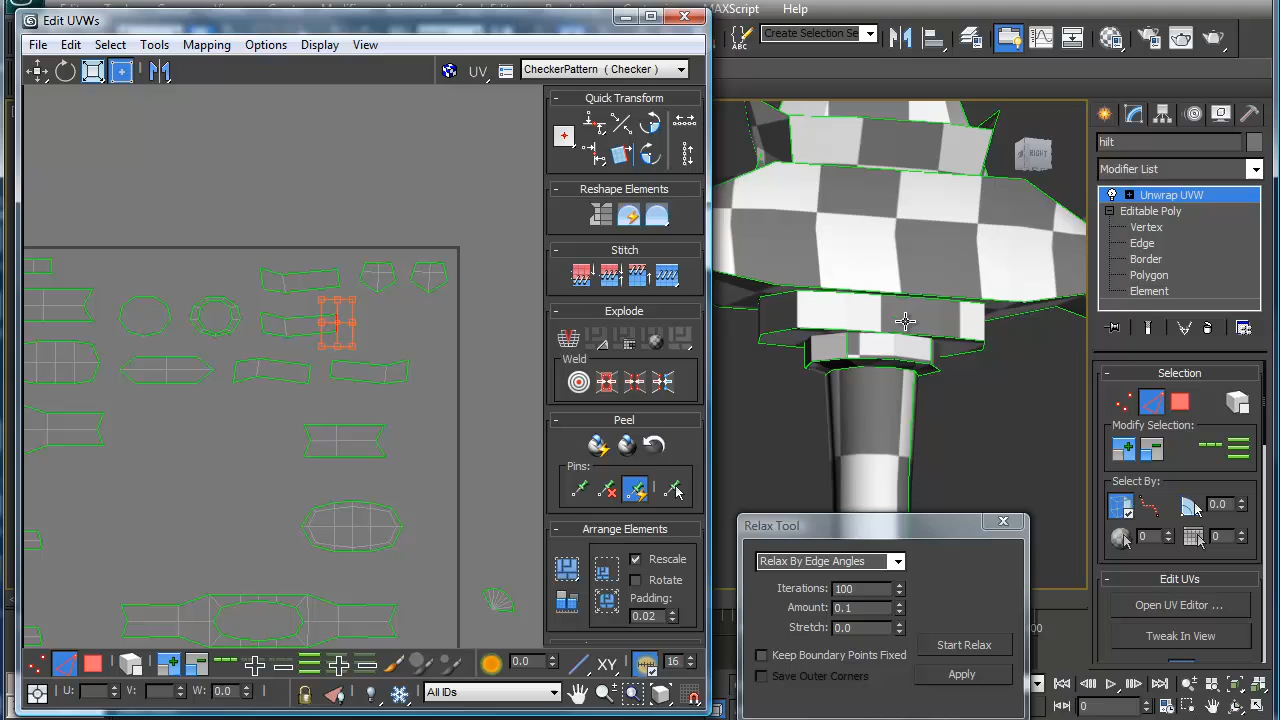 Edit UVWs
MAXScript Help
File Edit Select Tools Mapping Options Display View
ABC
Create Selection Se
UV
CheckerPattern ( Checker )
Quick Transform
Reshape Elements
Stitch
Explode
Weld
Peel
Pins:
Arrange Elements
Rescale
Rotate
Padding:
0.02
0.0
XY
16
U:
V:
W: 0.0
All IDs
RIGHT
hilt
Modifier List
Unwrap UVW
Editable Poly
Vertex
Edge
Border
Polygon
Element
Selection
Modify Selection:
Select By:
0.0
0
0
Edit UVs
Open UV Editor ...
Tweak In View
Relax Tool
Relax By Edge Angles
Iterations: 100
Amount: 0.1
Stretch: 0.0
Start Relax
Keep Boundary Points Fixed
Save Outer Corners
Apply
0